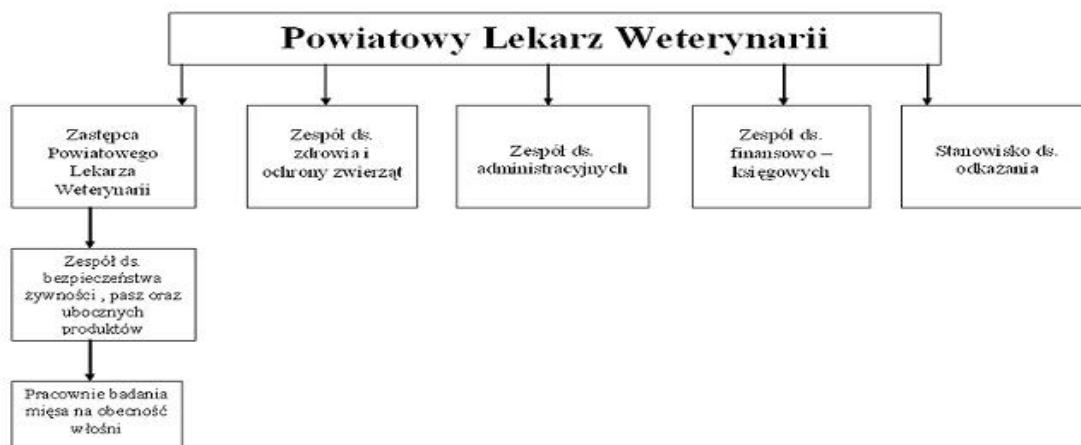 Powiatowy Lekarz Weterynarii
Zastępca
Powiatowego
Lekarza
Weterynarii
Zespół ds.
zdrowia i
ochrony zwierząt
Zespół ds.
administracyjnych
Zespół ds.
finansowo –
księgowych
Stanowisko ds.
odkażania
Zespół ds.
bezpieczeństwa
żywności , pasz oraz
ubocznych
produktów
Pracownie badania
mięsa na obecność
włośni